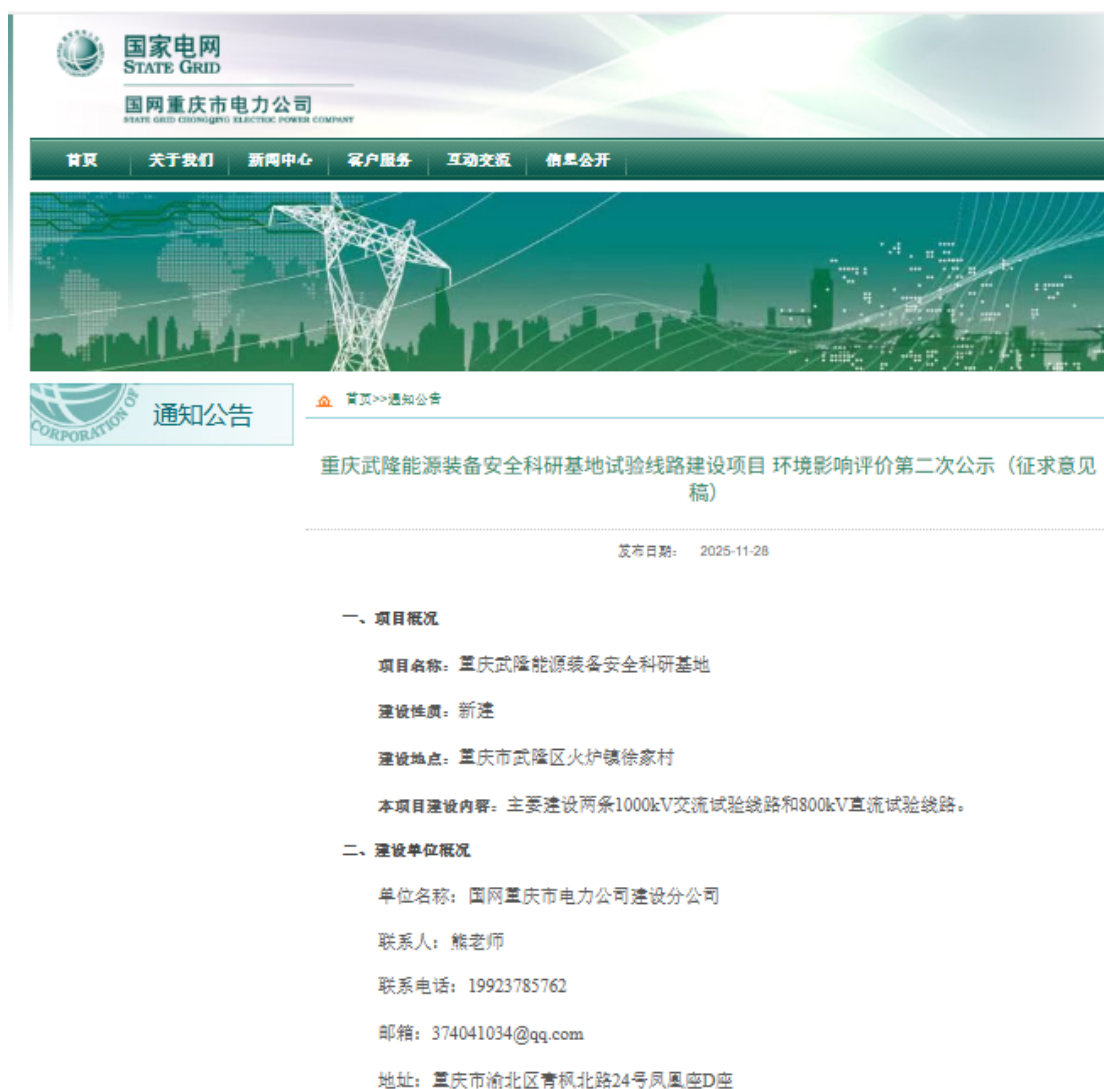 国家电网
STATE GRID
国网重庆市电力公司
STATE GRID CHONGQING ELECTRIC POWER COMPANY
首页 关于我们 新闻中心 客户服务 互动交流 信息公开
CORPORATION OF
通知公告
首页>>通知公告
重庆武隆能源装备安全科研基地试验线路建设项目 环境影响评价第二次公示（征求意见
稿）
发布日期： 2025-11-28
一、项目概况
项目名称：重庆武隆能源装备安全科研基地
建设性质：新建
建设地点：重庆市武隆区火炉镇徐家村
本项目建设内容：主要建设两条1000kV交流试验线路和800kV直流试验线路。
二、建设单位概况
单位名称：国网重庆市电力公司建设分公司
联系人：熊老师
联系电话：19923785762
邮箱：374041034@qq.com
地址：重庆市渝北区青枫北路24号凤凰座D座